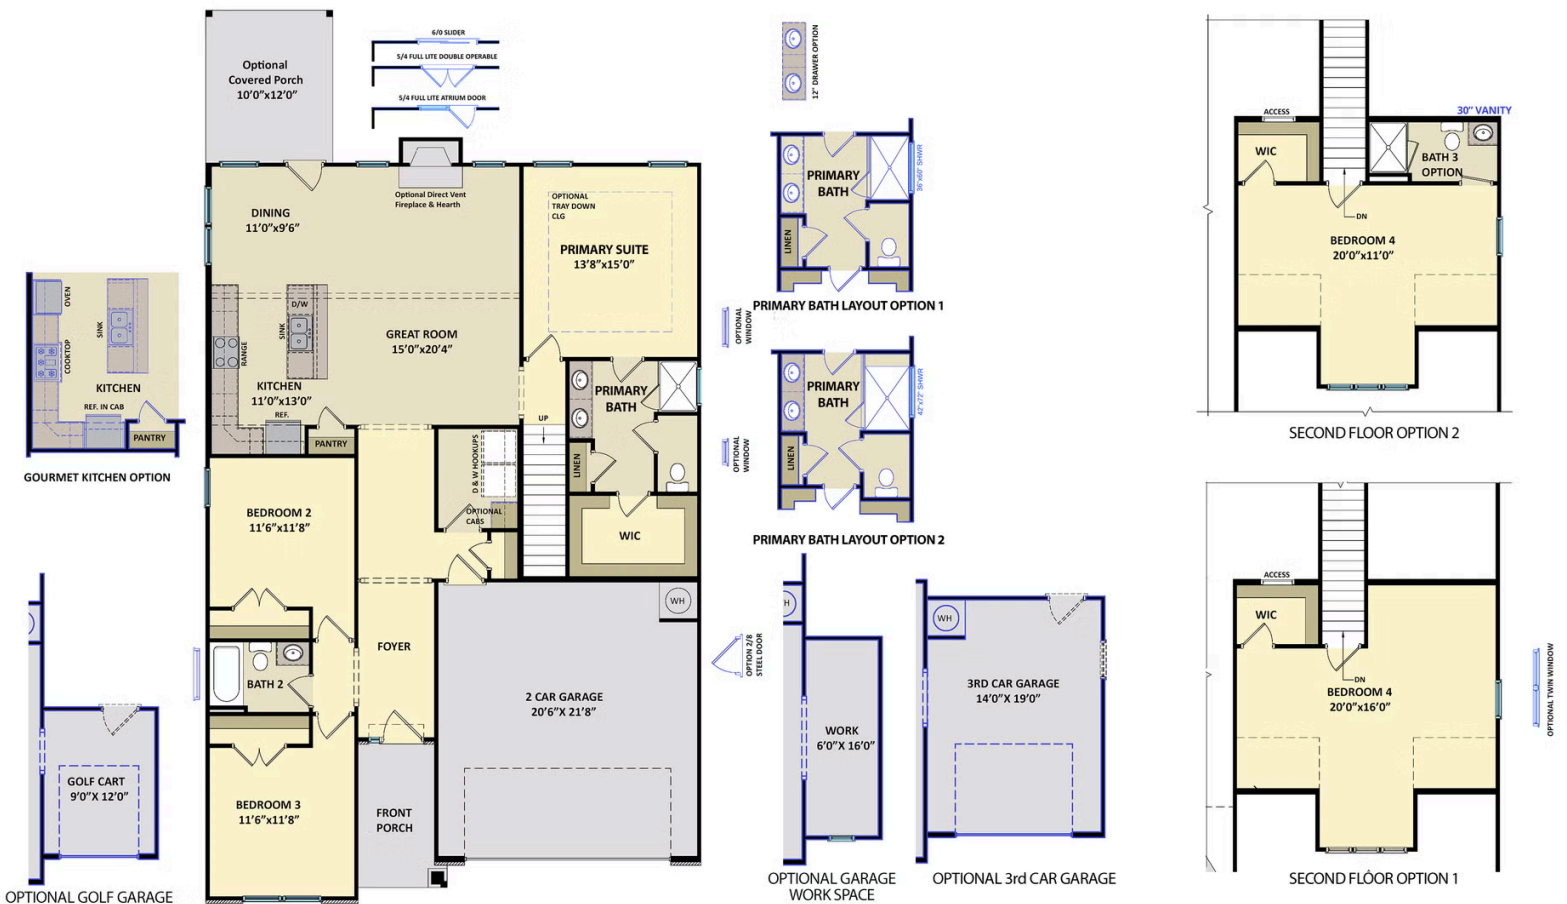 Optional
Covered Porch
10'0"x12'0"
6/0 SLIDER
5/4 FULL LITE DOUBLE OPERABLE
5/4 FULL LITE ATRIUM DOOR
Optional Direct Vent
Fireplace & Hearth
DINING
11'0"x9'6"
OPTIONAL
TRAY DOWN
CLG
PRIMARY SUITE
13'8"x15'0"
D/W
SINK
RANGE
GREAT ROOM
15'0"x20'4"
KITCHEN
11'0"x13'0"
REF.
PANTRY
UP
PRIMARY
BATH
LINEN
WIC
D & W HOOKUPS
OPTIONAL
CABS
BEDROOM 2
11'6"x11'8"
BATH 2
FOYER
BEDROOM 3
11'6"x11'8"
FRONT
PORCH
WH
2 CAR GARAGE
20'6"X 21'8"
OVEN
SINK
COOKTOP
KITCHEN
REF. IN CAB
PANTRY
GOURMET KITCHEN OPTION
GOLF CART
9'0"X 12'0"
OPTIONAL GOLF GARAGE
12" DRAWER OPTION
PRIMARY
BATH
36"x60" SHWR
LINEN
PRIMARY BATH LAYOUT OPTION 1
OPTIONAL
WINDOW
PRIMARY
BATH
42"x72" SHWR
LINEN
PRIMARY BATH LAYOUT OPTION 2
OPTIONAL
WINDOW
OPTION 2/8
STEEL DOOR
H
WORK
6'0"X 16'0"
OPTIONAL GARAGE
WORK SPACE
WH
3RD CAR GARAGE
14'0"X 19'0"
OPTIONAL 3rd CAR GARAGE
ACCESS
30" VANITY
WIC
BATH 3
OPTION
DN
BEDROOM 4
20'0"x11'0"
SECOND FLOOR OPTION 2
ACCESS
WIC
DN
BEDROOM 4
20'0"x16'0"
OPTIONAL TWIN WINDOW
SECOND FLOOR OPTION 1